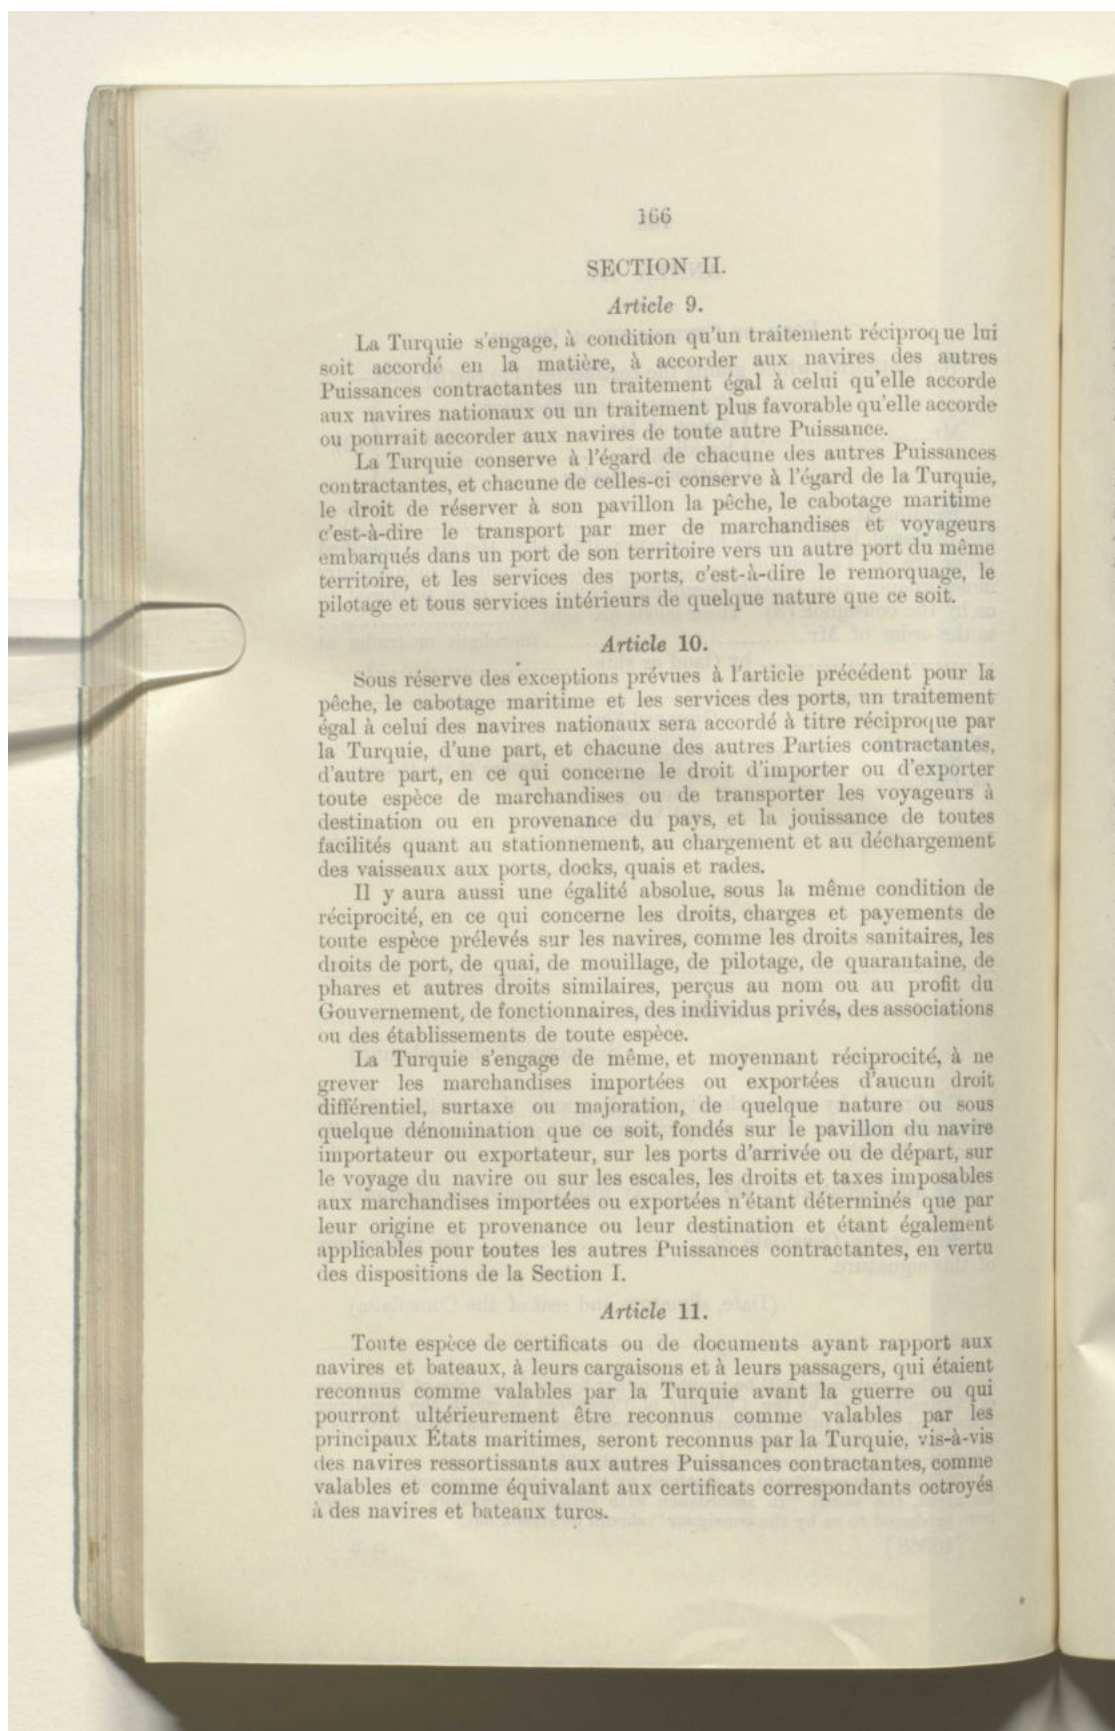 166
SECTION II.
Article 9.
La Turquie s'engage, à condition qu'un traitement réciproque lui
soit accordé en la matière, à accorder aux navires des autres
Puissances contractantes un traitement égal à celui qu'elle accorde
aux navires nationaux ou un traitement plus favorable qu'elle accorde
ou pourrait accorder aux navires de toute autre Puissance.
La Turquie conserve à l'égard de chacune des autres Puissances
contractantes, et chacune de celles-ci conserve à l'égard de la Turquie,
le droit de réserver à son pavillon la pêche, le cabotage maritime
c'est-à-dire le transport par mer de marchandises et voyageurs
embarqués dans un port de son territoire vers un autre port du même
territoire, et les services des ports, c'est-à-dire le remorquage, le
pilotage et tous services intérieurs de quelque nature que ce soit.
Article 10.
Sous réserve des exceptions prévues à l'article précédent pour la
pêche, le cabotage maritime et les services des ports, un traitement
égal à celui des navires nationaux sera accordé à titre réciproque par
la Turquie, d'une part, et chacune des autres Parties contractantes,
d'autre part, en ce qui concerne le droit d'importer ou d'exporter
toute espèce de marchandises ou de transporter les voyageurs à
destination ou en provenance du pays, et la jouissance de toutes
facilités quant au stationnement, au chargement et au déchargement
des vaisseaux aux ports, docks, quais et rades.
Il y aura aussi une égalité absolue, sous la même condition de
réciprocité, en ce qui concerne les droits, charges et payements de
toute espèce prélevés sur les navires, comme les droits sanitaires, les
droits de port, de quai, de mouillage, de pilotage, de quarantaine, de
phares et autres droits similaires, perçus au nom ou au profit du
Gouvernement, de fonctionnaires, des individus privés, des associations
ou des établissements de toute espèce.
La Turquie s'engage de même, et moyennant réciprocité, à ne
grever les marchandises importées ou exportées d'aucun droit
différentiel, surtaxe ou majoration, de quelque nature ou sous
quelque dénomination que ce soit, fondés sur le pavillon du navire
importateur ou exportateur, sur les ports d'arrivée ou de départ, sur
le voyage du navire ou sur les escales, les droits et taxes imposables
aux marchandises importées ou exportées n'étant déterminés que par
leur origine et provenance ou leur destination et étant également
applicables pour toutes les autres Puissances contractantes, en vertu
des dispositions de la Section I.
Article 11.
Toute espèce de certificats ou de documents ayant rapport aux
navires et bateaux, à leurs cargaisons et à leurs passagers, qui étaient
reconnus comme valables par la Turquie avant la guerre ou qui
pourront ultérieurement être reconnus comme valables par les
principaux États maritimes, seront reconnus par la Turquie, vis-à-vis
des navires ressortissants aux autres Puissances contractantes, comme
valables et comme équivalant aux certificats correspondants octroyés
à des navires et bateaux turcs.